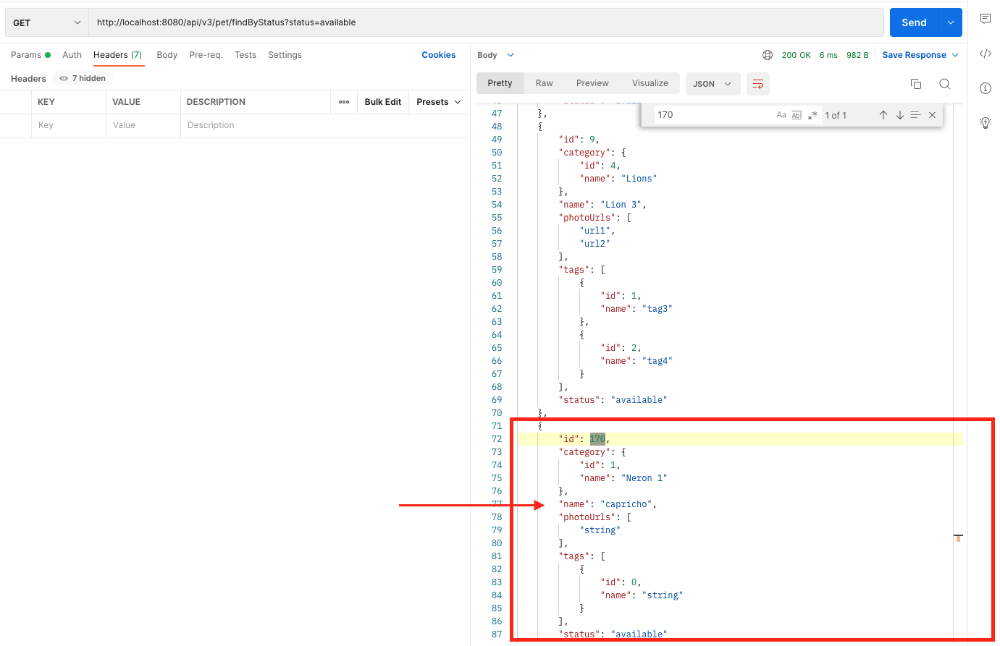 GET
http://localhost:8080/api/v3/pet/findByStatus?status=available
Send
Params
Auth
Headers (7)
Body
Pre-req.
Tests
Settings
Cookies
Headers
7 hidden
KEY
VALUE
DESCRIPTION
Bulk Edit
Presets
Key
Value
Description
Body
200 OK
6 ms
982 B
Save Response
Pretty
Raw
Preview
Visualize
JSON
170
Aa
Abl
.*
1 of 1
47 },
48 {
49 "id": 9,
50 "category": {
51 "id": 4,
52 "name": "Lions"
53 },
54 "name": "Lion 3",
55 "photoUrls": [
56 "url1",
57 "url2"
58 ],
59 "tags": [
60 {
61 "id": 1,
62 "name": "tag3"
63 },
64 {
65 "id": 2,
66 "name": "tag4"
67 }
68 ],
69 "status": "available"
70 },
71 {
72 "id": 170,
73 "category": {
74 "id": 1,
75 "name": "Neron 1"
76 },
77 "name": "capricho",
78 "photoUrls": [
79 "string"
80 ],
81 "tags": [
82 {
83 "id": 0,
84 "name": "string"
85 }
86 ],
87 "status": "available"